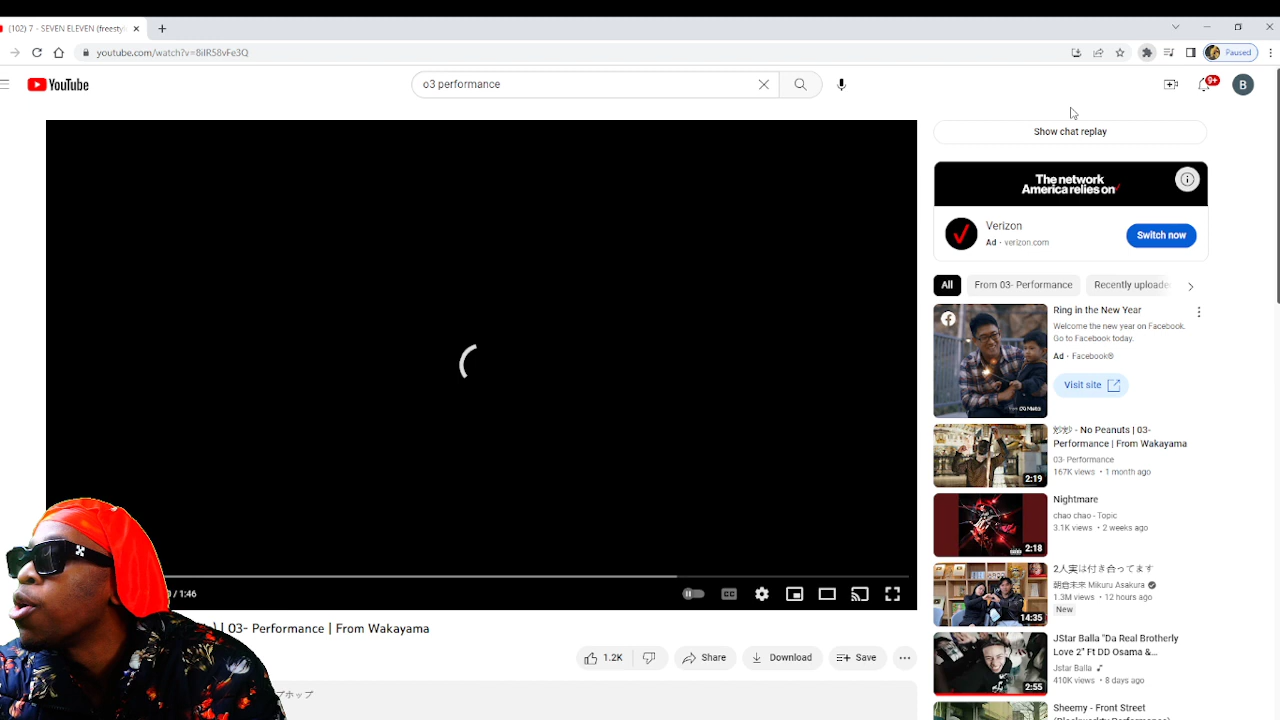 (102) 7 - SEVEN ELEVEN (freestyl
youtube.com/watch?v=8iIR58vFe3Q
Paused
YouTube
o3 performance
9+
B
Show chat replay
The network
America relies on
Verizon
Ad · verizon.com
Switch now
All
From 03- Performance
Recently uploade
Ring in the New Year
Welcome the new year on Facebook.
Go to Facebook today.
Ad · Facebook®
Visit site
- No Peanuts | 03-
Performance | From Wakayama
03- Performance
167K views · 1 month ago
2:19
Nightmare
chao chao - Topic
3.1K views · 2 weeks ago
2:18
2人実は付き合ってます
朝倉未来 Mikuru Asakura
1.3M views · 12 hours ago
New
14:35
JStar Balla "Da Real Brotherly
Love 2" Ft DD Osama &...
Jstar Balla
410K views · 8 days ago
2:55
Sheemy - Front Street
/ 1:46
CC
) | 03- Performance | From Wakayama
1.2K
Share
Download
Save
プホップ